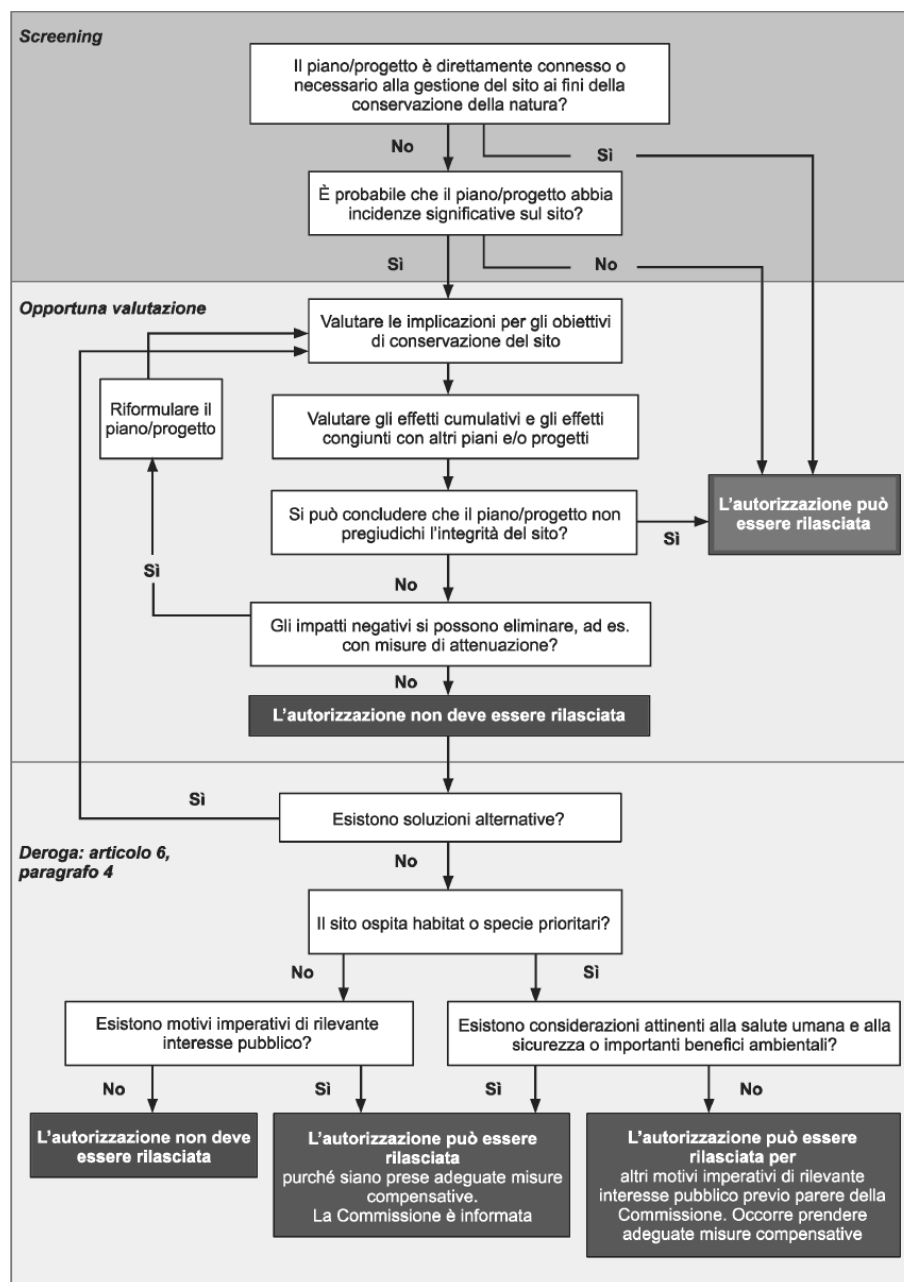 Screening
Il piano/progetto è direttamente connesso o
necessario alla gestione del sito ai fini della
conservazione della natura?
No
Sì
È probabile che il piano/progetto abbia
incidenze significative sul sito?
Sì
No
Opportuna valutazione
Valutare le implicazioni per gli obiettivi
di conservazione del sito
Riformulare il
piano/progetto
Valutare gli effetti cumulativi e gli effetti
congiunti con altri piani e/o progetti
Si può concludere che il piano/progetto non
pregiudichi l'integrità del sito?
Sì
L'autorizzazione può
essere rilasciata
Sì
No
Gli impatti negativi si possono eliminare, ad es.
con misure di attenuazione?
No
L'autorizzazione non deve essere rilasciata
Sì
Esistono soluzioni alternative?
Deroga: articolo 6,
paragrafo 4
No
Il sito ospita habitat o specie prioritari?
No
Sì
Esistono motivi imperativi di rilevante
interesse pubblico?
Esistono considerazioni attinenti alla salute umana e alla
sicurezza o importanti benefici ambientali?
No
Sì
Sì
No
L'autorizzazione non deve
essere rilasciata
L'autorizzazione può essere
rilasciata
purché siano prese adeguate misure
compensative.
La Commissione è informata
L'autorizzazione può essere
rilasciata per
altri motivi imperativi di rilevante
interesse pubblico previo parere della
Commissione. Occorre prendere
adeguate misure compensative